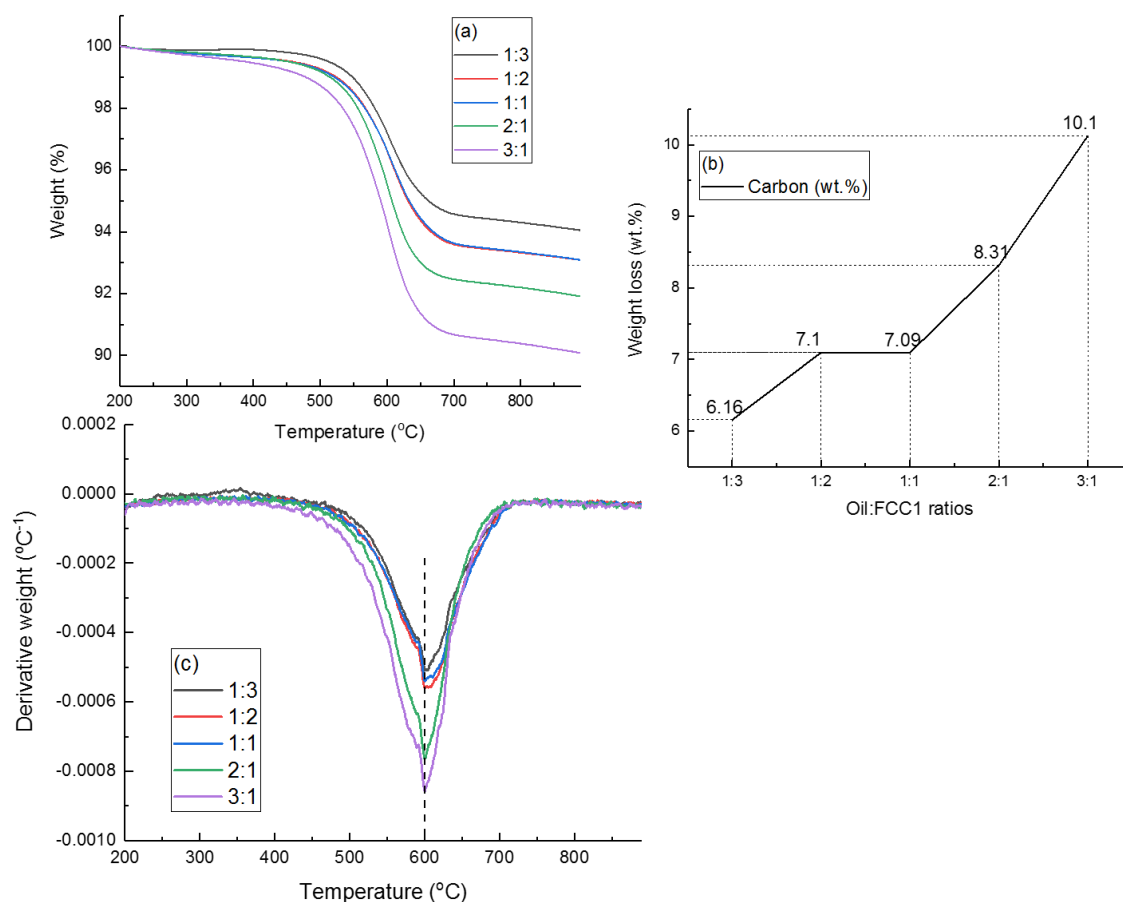 (a)
1:3
1:2
1:1
2:1
3:1
100
98
96
94
92
90
Weight (%)
200 300 400 500 600 700 800
Temperature (°C)
(b)
Carbon (wt.%)
10
9
8
7
6
Weight loss (wt.%)
6.16
7.1
7.09
8.31
10.1
1:3 1:2 1:1 2:1 3:1
Oil:FCC1 ratios
0.0002
0.0000
-0.0002
-0.0004
-0.0006
-0.0008
-0.0010
Derivative weight (ºC⁻¹)
(c)
1:3
1:2
1:1
2:1
3:1
200 300 400 500 600 700 800
Temperature (°C)